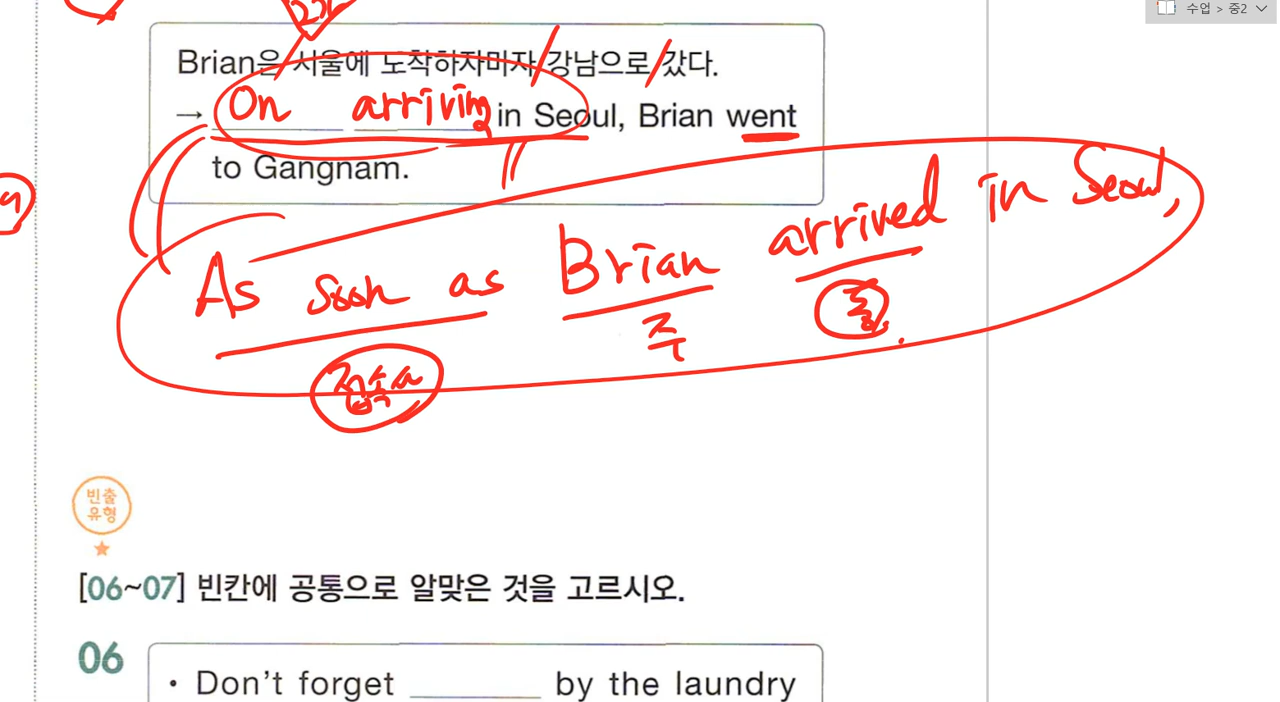 수업 > 중2
Brian은 서울에 도착하자마자 강남으로 갔다.
→ On arriving in Seoul, Brian went
to Gangnam.
As soon as Brian arrived in Seoul,
접속사 주 동
빈출
유형
[06~07] 빈칸에 공통으로 알맞은 것을 고르시오.
06
• Don't forget ________ by the laundry